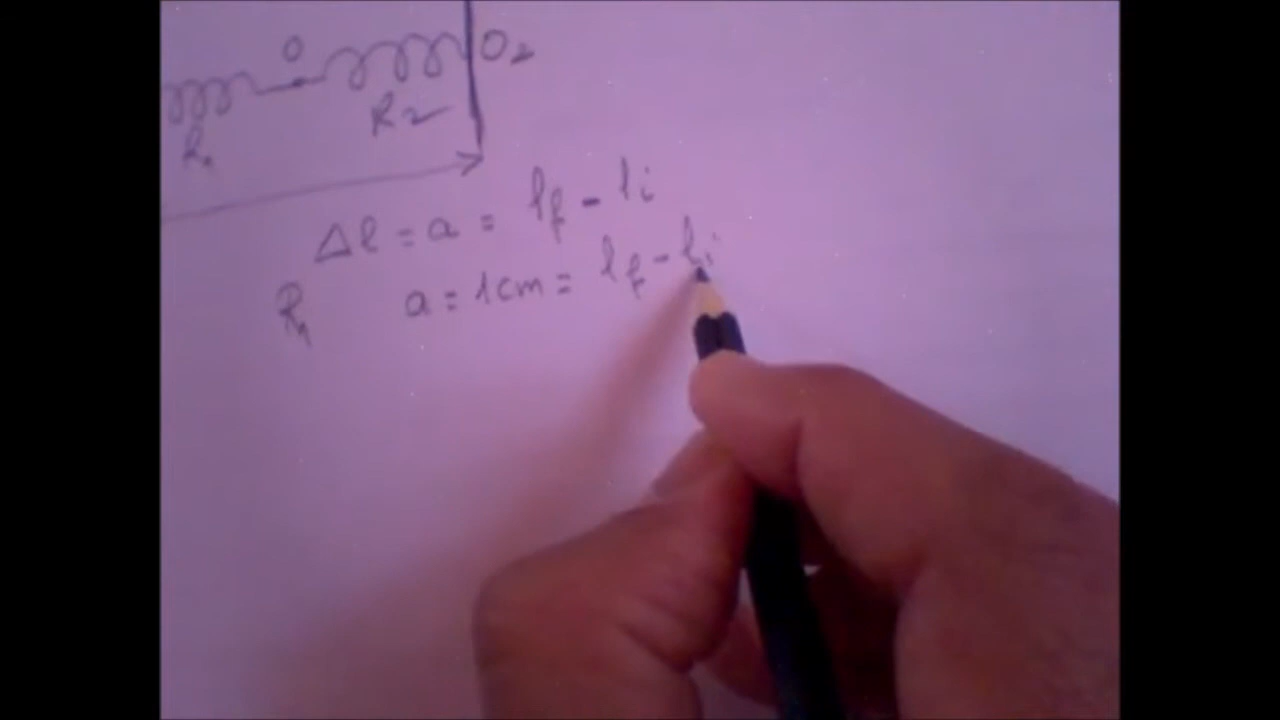 O
O2
R1
R2
Δl = a = lf - li
R1 a = 1cm = lf - li